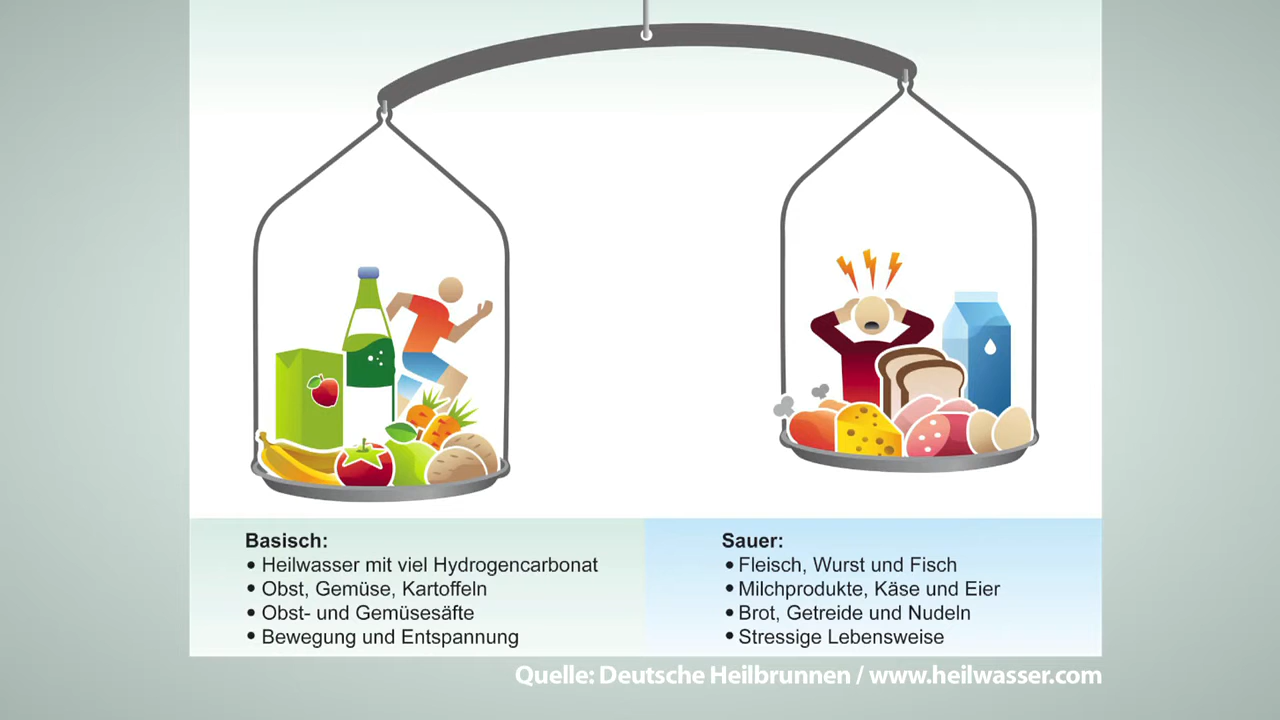 Basisch:
• Heilwasser mit viel Hydrogencarbonat
• Obst, Gemüse, Kartoffeln
• Obst- und Gemüsesäfte
• Bewegung und Entspannung
Sauer:
• Fleisch, Wurst und Fisch
• Milchprodukte, Käse und Eier
• Brot, Getreide und Nudeln
• Stressige Lebensweise
Quelle: Deutsche Heilbrunnen / www.heilwasser.com